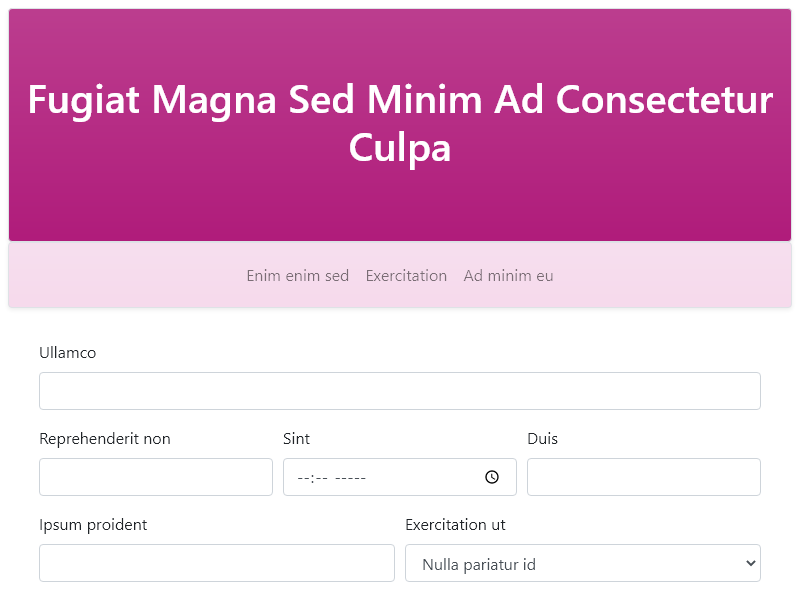 Fugiat Magna Sed Minim Ad Consectetur
Culpa
Enim enim sed Exercitation Ad minim eu
Ullamco
Reprehenderit non Sint Duis
--:-- -----
Ipsum proident Exercitation ut
Nulla pariatur id